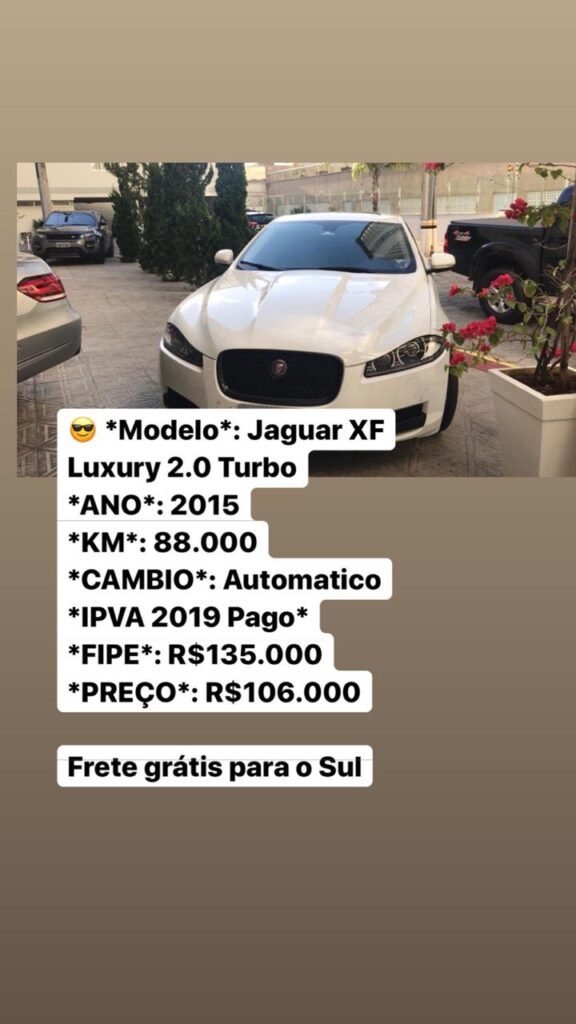 😎 *Modelo*: Jaguar XF
Luxury 2.0 Turbo
*ANO*: 2015
*KM*: 88.000
*CAMBIO*: Automatico
*IPVA 2019 Pago*
*FIPE*: R$135.000
*PREÇO*: R$106.000
Frete grátis para o Sul